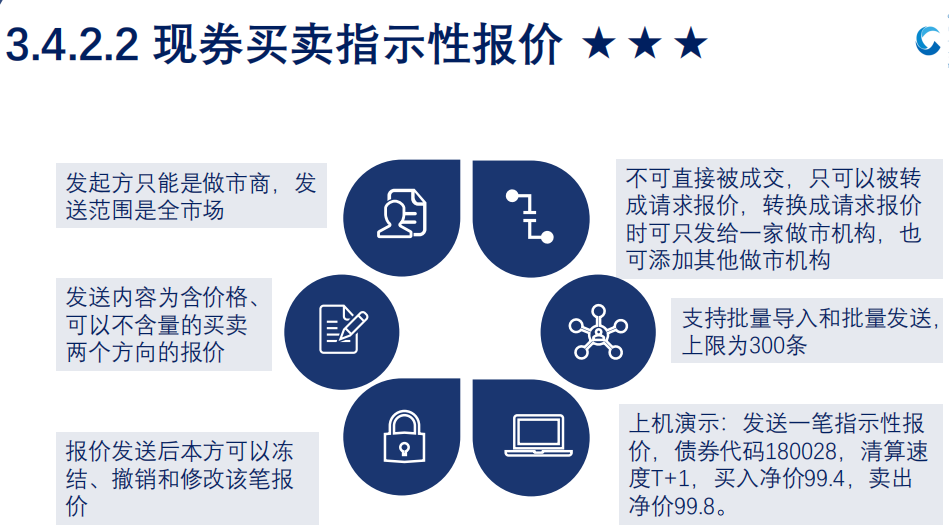 3.4.2.2 现券买卖指示性报价 ★ ★ ★
发起方只能是做市商，发
送范围是全市场
不可直接被成交，只可以被转
成请求报价，转换成请求报价
时可只发给一家做市机构，也
可添加其他做市机构
发送内容为含价格、
可以不含量的买卖
两个方向的报价
支持批量导入和批量发送，
上限为300条
报价发送后本方可以冻
结、撤销和修改该笔报
价
上机演示：发送一笔指示性报
价，债券代码180028，清算速
度T+1，买入净价99.4，卖出
净价99.8。